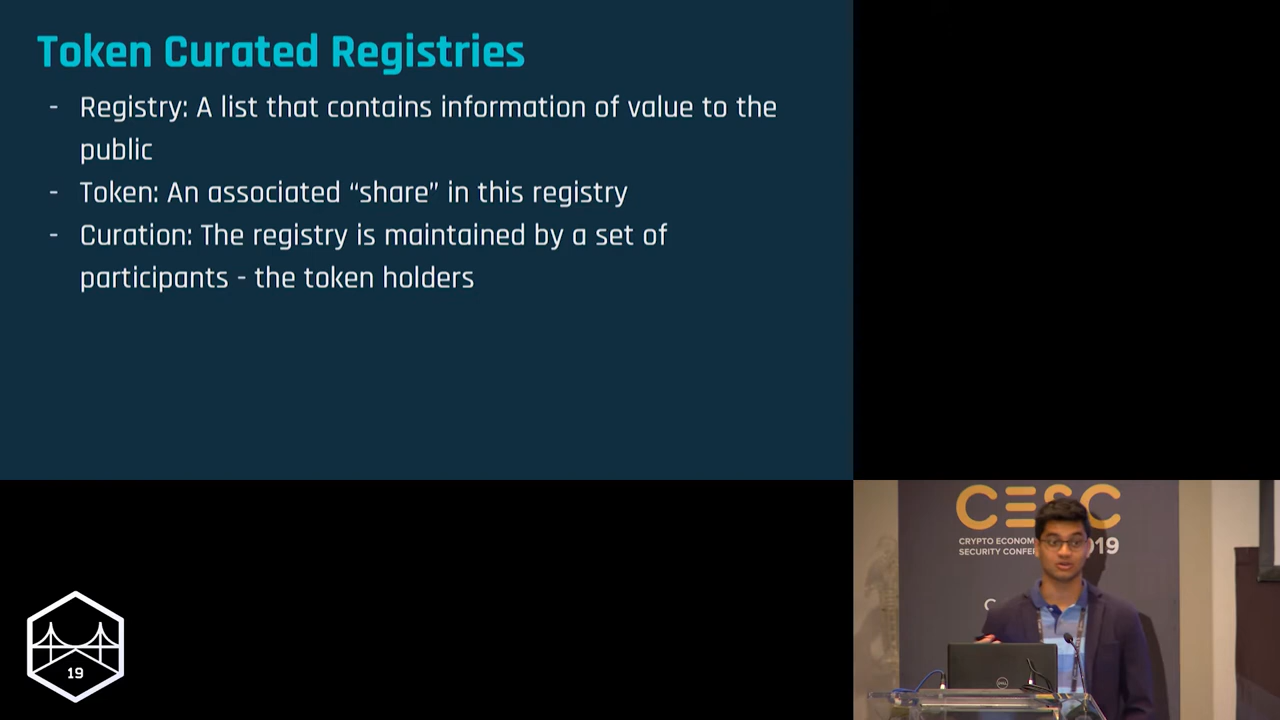 Token Curated Registries
- Registry: A list that contains information of value to the
public
- Token: An associated “share” in this registry
- Curation: The registry is maintained by a set of
participants - the token holders
CESC
CRYPTO ECONOM
2019
SECURITY CONFE
C
DELL
19